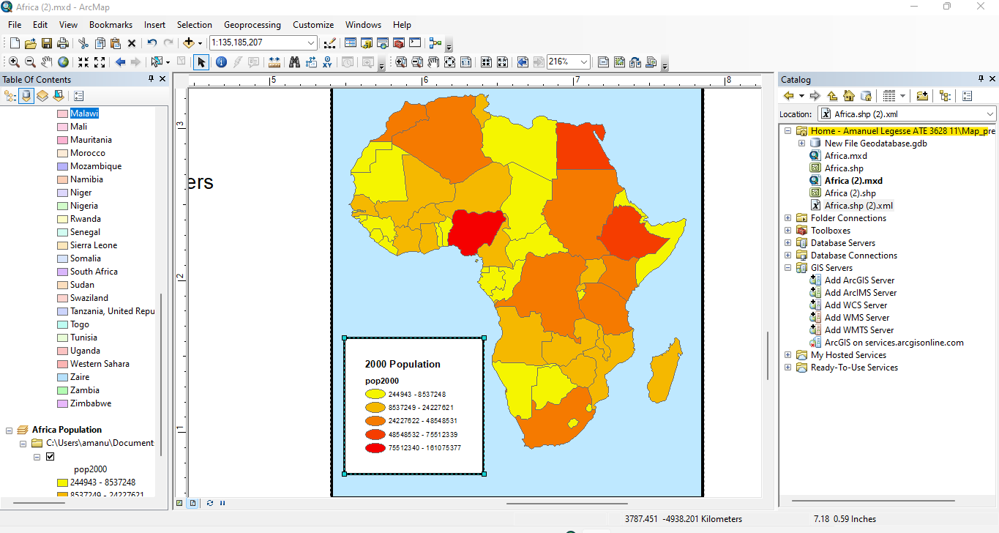 Africa (2).mxd - ArcMap
File Edit View Bookmarks Insert Selection Geoprocessing Customize Windows Help
1:135,185,207
216%
Table Of Contents
Malawi
Mali
Mauritania
Morocco
Mozambique
Namibia
Niger
Nigeria
Rwanda
Senegal
Sierra Leone
Somalia
South Africa
Sudan
Swaziland
Tanzania, United Repu
Togo
Tunisia
Uganda
Western Sahara
Zaire
Zambia
Zimbabwe
Africa Population
C:\Users\amanu\Document
pop2000
244943 - 8537248
8537249 - 24227621
5 6 7 8
3
2
1
ers
2000 Population
pop2000
244943 - 8537248
8537249 - 24227621
24227622 - 48548531
48548532 - 75512339
75512340 - 161075377
Catalog
Location: Africa.shp (2).xml
Home - Amanuel Legesse ATE 3628 11\Map_pre
New File Geodatabase.gdb
Africa.mxd
Africa.shp
Africa (2).mxd
Africa (2).shp
Africa.shp (2).xml
Folder Connections
Toolboxes
Database Servers
Database Connections
GIS Servers
Add ArcGIS Server
Add ArcIMS Server
Add WCS Server
Add WMS Server
Add WMTS Server
ArcGIS on services.arcgisonline.com
My Hosted Services
Ready-To-Use Services
3787.451 -4938.201 Kilometers
7.18 0.59 Inches